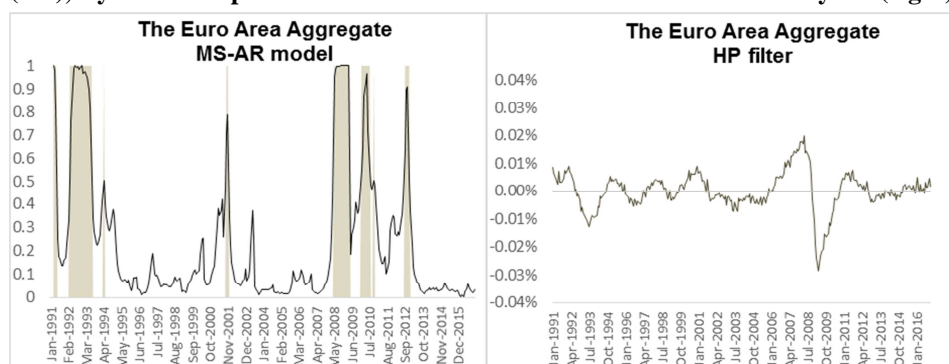 The Euro Area Aggregate
MS-AR model
1
0.9
0.8
0.7
0.6
0.5
0.4
0.3
0.2
0.1
0
Jan-1991
Feb-1992
Mar-1993
Apr-1994
May-1995
Jun-1996
Jul-1997
Aug-1998
Sep-1999
Oct-2000
Nov-2001
Dec-2002
Jan-2004
Feb-2005
Mar-2006
Apr-2007
May-2008
Jun-2009
Jul-2010
Aug-2011
Sep-2012
Oct-2013
Nov-2014
Dec-2015
The Euro Area Aggregate
HP filter
0.04%
0.03%
0.02%
0.01%
0.00%
-0.01%
-0.02%
-0.03%
-0.04%
Jan-1991
Apr-1992
Jul-1993
Oct-1994
Jan-1996
Apr-1997
Jul-1998
Oct-1999
Jan-2001
Apr-2002
Jul-2003
Oct-2004
Jan-2006
Apr-2007
Jul-2008
Oct-2009
Jan-2011
Apr-2012
Jul-2013
Oct-2014
Jan-2016